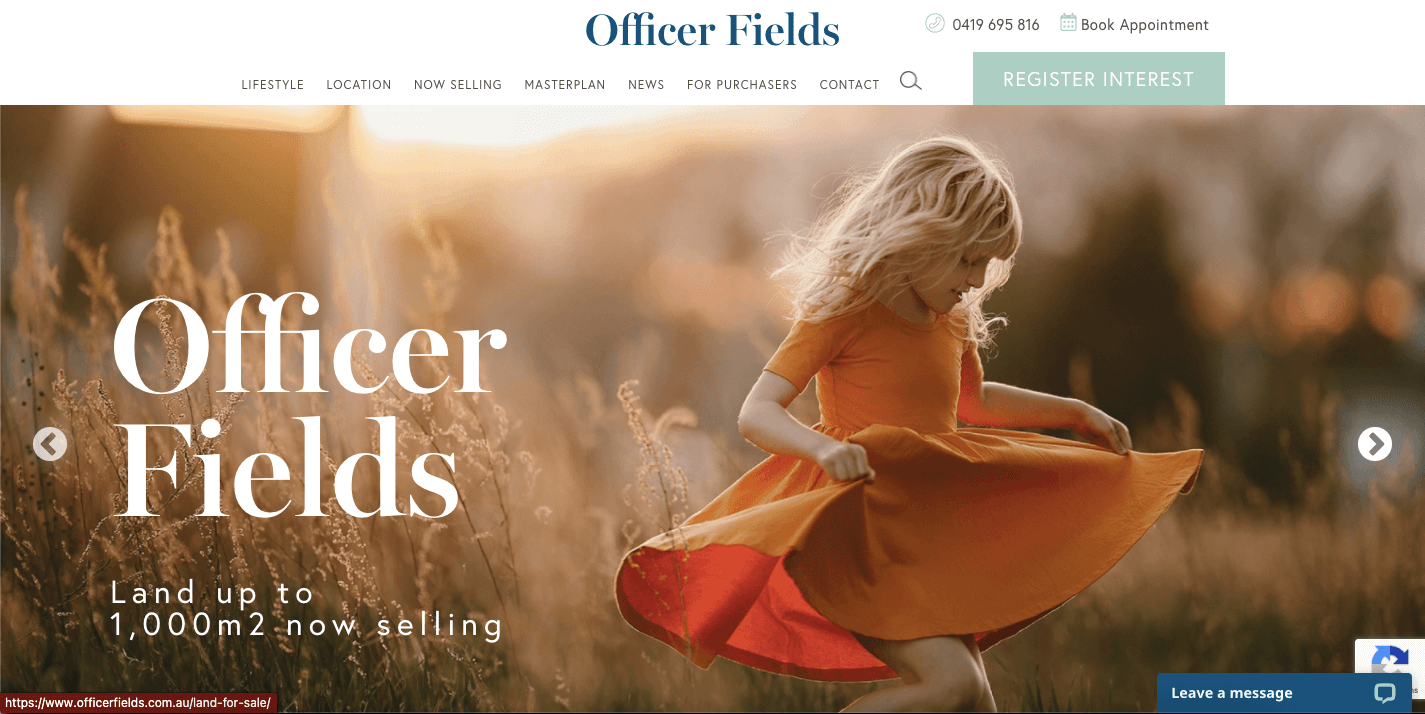 Officer Fields
0419 695 816
Book Appointment
LIFESTYLE
LOCATION
NOW SELLING
MASTERPLAN
NEWS
FOR PURCHASERS
CONTACT
REGISTER INTEREST
Officer
Fields
Land up to
1,000m2 now selling
https://www.officerfields.com.au/land-for-sale/
Leave a message